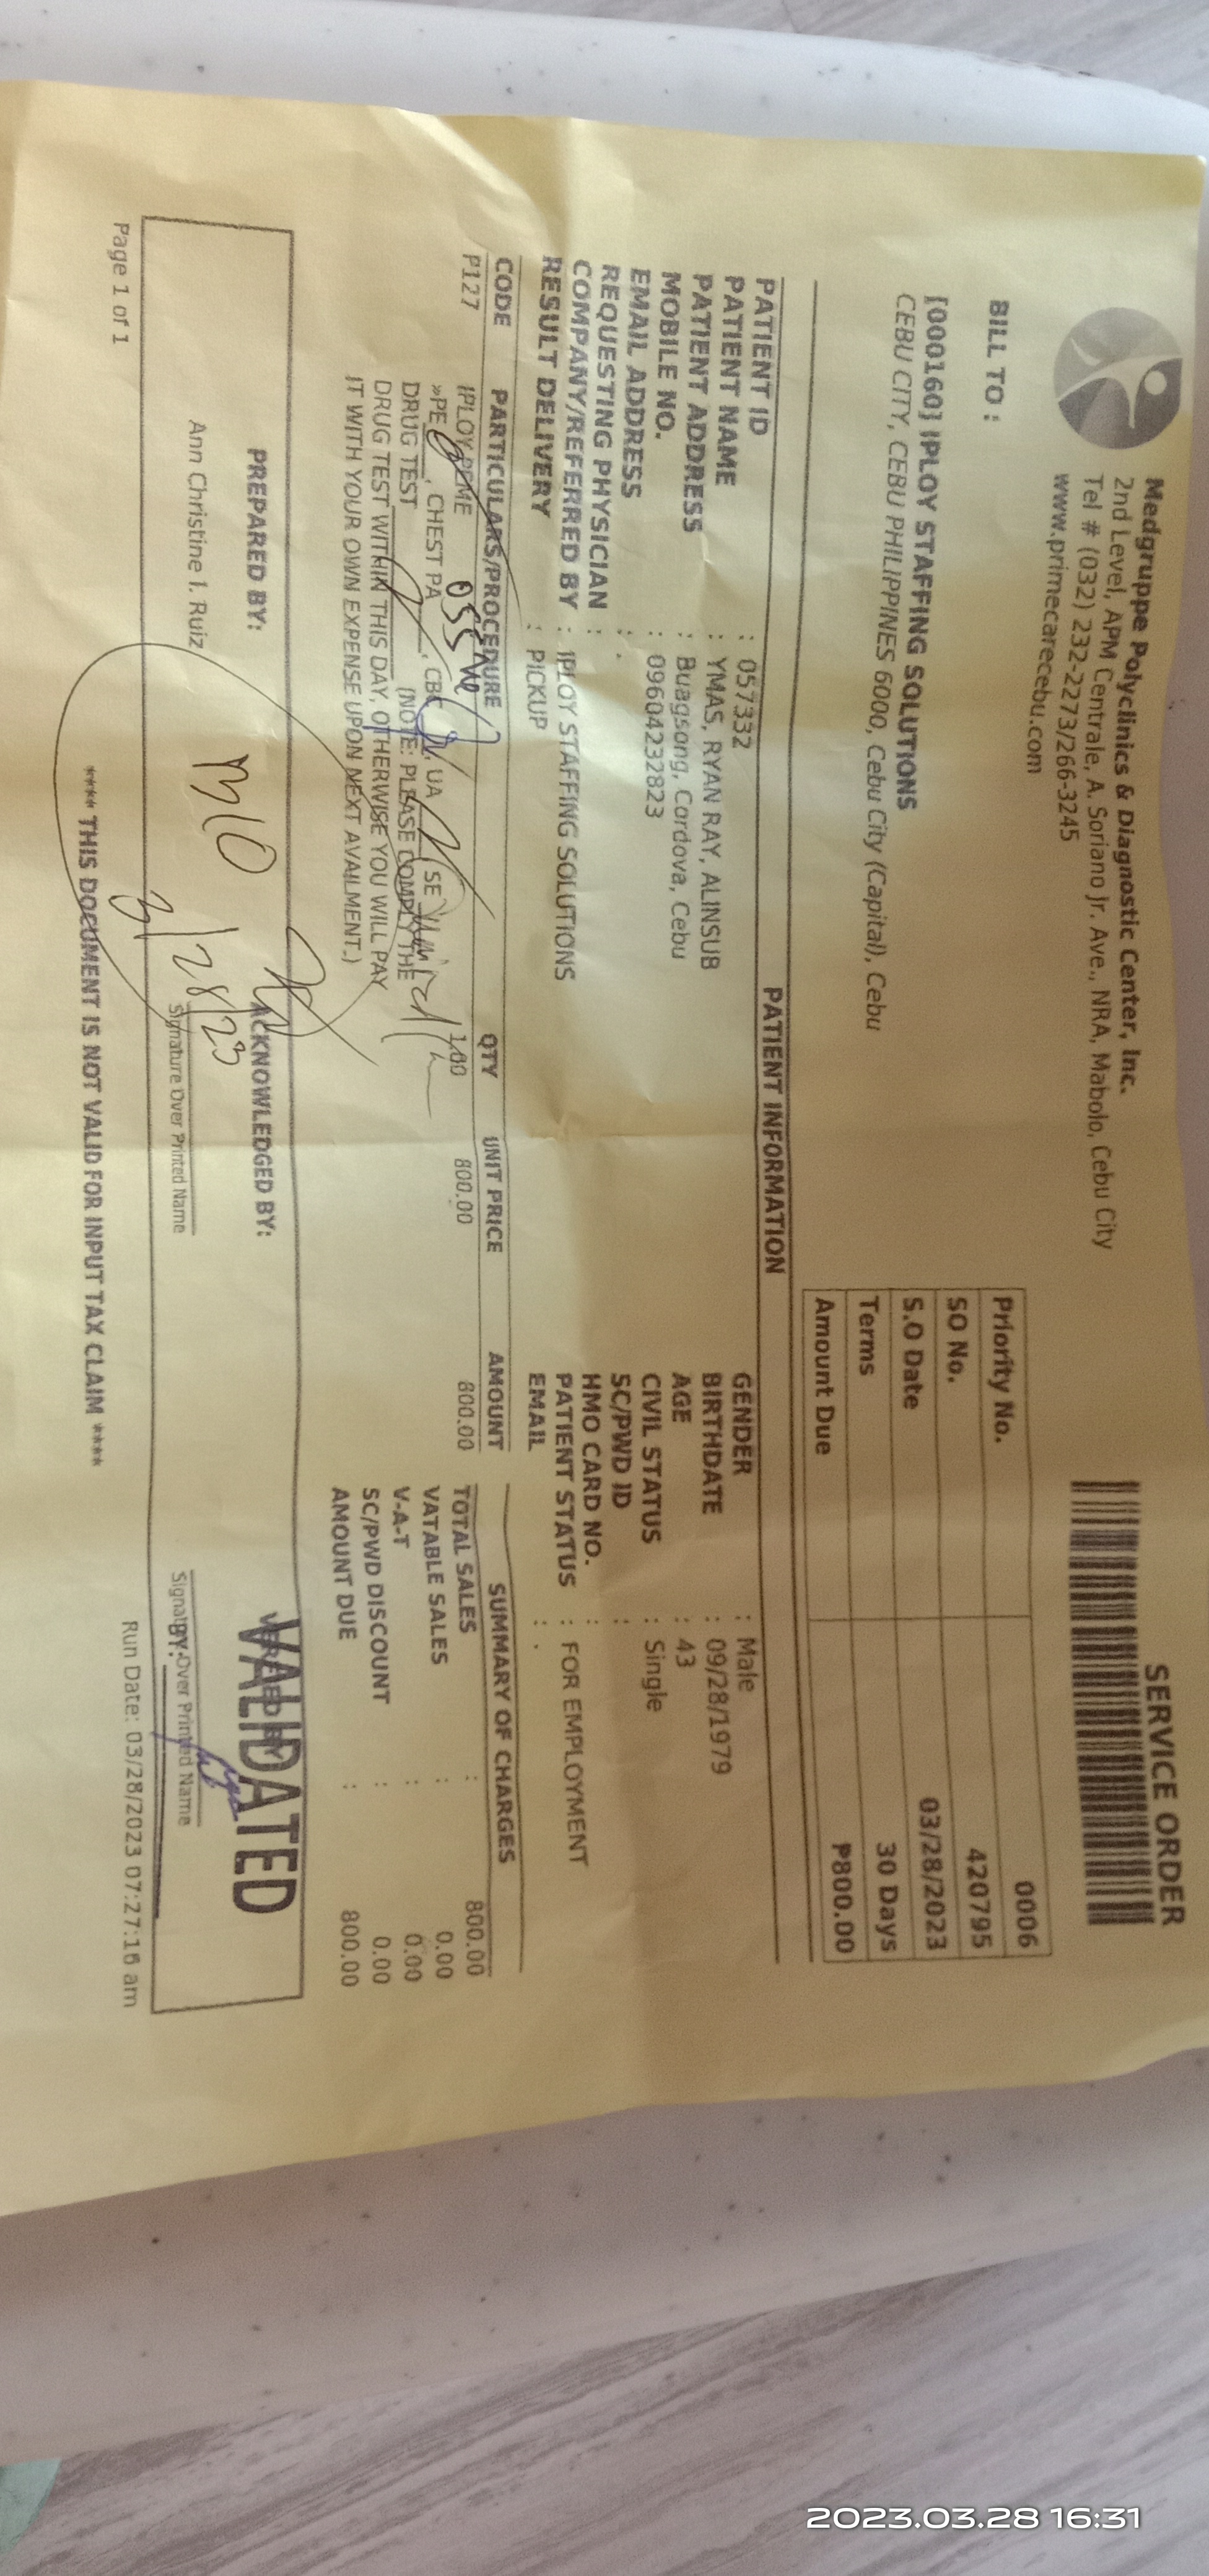 Medgruppe Polyclinics & Diagnostic Center, Inc.
2nd Level, APM Centrale, A. Soriano Jr. Ave., NRA, Mabolo, Cebu City
Tel # (032) 232-2273/266-3245
www.primecarecebu.com
SERVICE ORDER
BILL TO :
[000160] IPLOY STAFFING SOLUTIONS
CEBU CITY, CEBU PHILIPPINES 6000, Cebu City (Capital), Cebu
Priority No. 0006
SO No. 420795
S.O Date 03/28/2023
Terms 30 Days
Amount Due ₱800.00
PATIENT INFORMATION
PATIENT ID : 057332
PATIENT NAME : YMAS, RYAN RAY, ALINSUB
PATIENT ADDRESS : Buagsong, Cordova, Cebu
MOBILE NO. : 09604232823
EMAIL ADDRESS : .
REQUESTING PHYSICIAN :
COMPANY/REFERRED BY : IPLOY STAFFING SOLUTIONS
RESULT DELIVERY : PICKUP
GENDER : Male
BIRTHDATE : 09/28/1979
AGE : 43
CIVIL STATUS : Single
SC/PWD ID :
HMO CARD NO. :
PATIENT STATUS : FOR EMPLOYMENT
EMAIL : .
CODE PARTICULARS/PROCEDURE QTY UNIT PRICE AMOUNT
P127 IPLOY PEME 1.00 800.00 800.00
»PE , CHEST PA , CBC , UA , SE
DRUG TEST (NOTE: PLEASE COMPLY THE
DRUG TEST WITHIN THIS DAY, OTHERWISE YOU WILL PAY
IT WITH YOUR OWN EXPENSE UPON NEXT AVAILMENT.)
SUMMARY OF CHARGES
TOTAL SALES : 800.00
VATABLE SALES : 0.00
V-A-T : 0.00
SC/PWD DISCOUNT : 0.00
AMOUNT DUE : 800.00
PREPARED BY:
Ann Christine I. Ruiz
ACKNOWLEDGED BY:
Signature Over Printed Name
3/28/23
VALIDATED
BY:
Signature Over Printed Name
Page 1 of 1
**** THIS DOCUMENT IS NOT VALID FOR INPUT TAX CLAIM ****
Run Date: 03/28/2023 07:27:16 am
2023.03.28 16:31